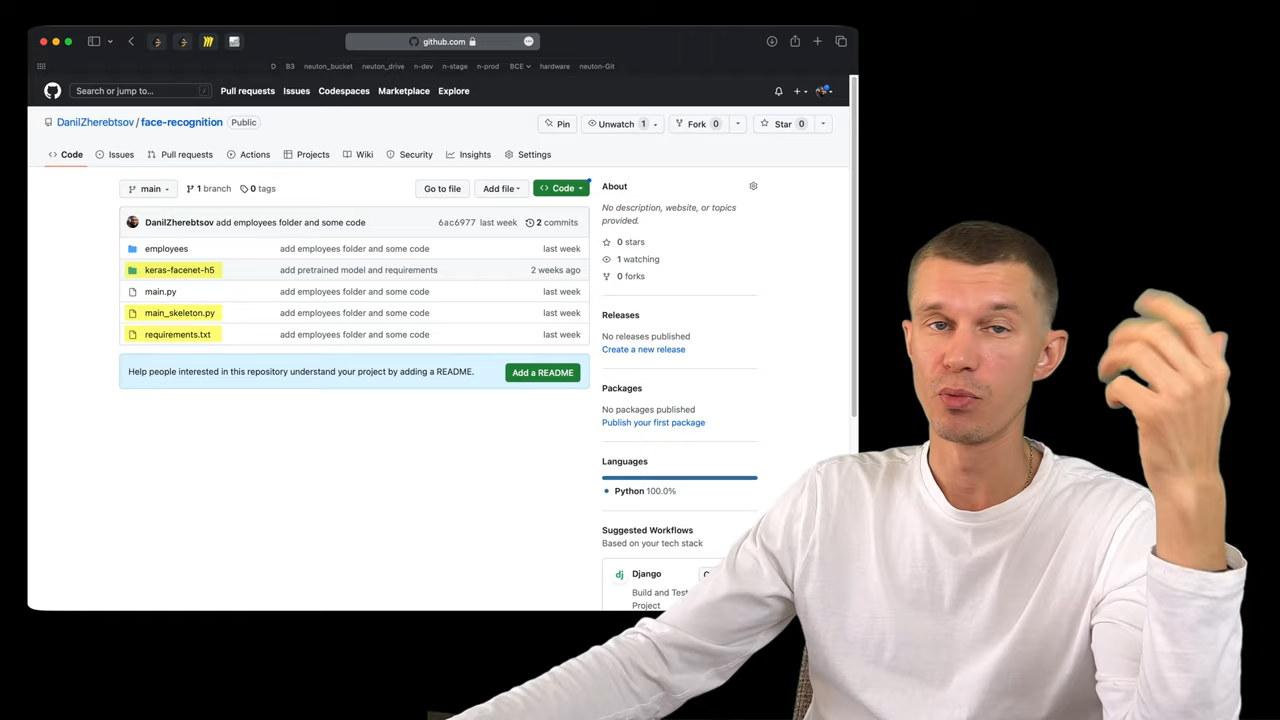 github.com
D B3 neuton_bucket neuton_drive n-dev n-stage n-prod BCE hardware neuton-Git
Search or jump to... / Pull requests Issues Codespaces Marketplace Explore
DanilZherebtsov / face-recognition Public
Pin Unwatch 1 Fork 0 Star 0
Code Issues Pull requests Actions Projects Wiki Security Insights Settings
main 1 branch 0 tags Go to file Add file Code
DanilZherebtsov add employees folder and some code 6ac6977 last week 2 commits
employees add employees folder and some code last week
keras-facenet-h5 add pretrained model and requirements 2 weeks ago
main.py add employees folder and some code last week
main_skeleton.py add employees folder and some code last week
requirements.txt add employees folder and some code last week
Help people interested in this repository understand your project by adding a README. Add a README
About
No description, website, or topics
provided.
0 stars
1 watching
0 forks
Releases
No releases published
Create a new release
Packages
No packages published
Publish your first package
Languages
Python 100.0%
Suggested Workflows
Based on your tech stack
dj Django
Build and Test
Project